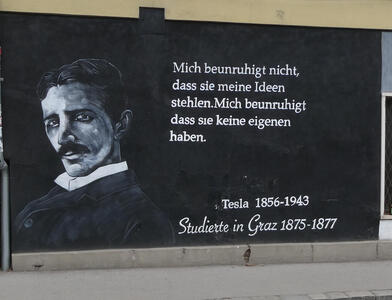 Mich beunruhigt nicht,
dass sie meine Ideen
stehlen.Mich beunruhigt
dass sie keine eigenen
haben.
Tesla 1856-1943
Studierte in Graz 1875-1877